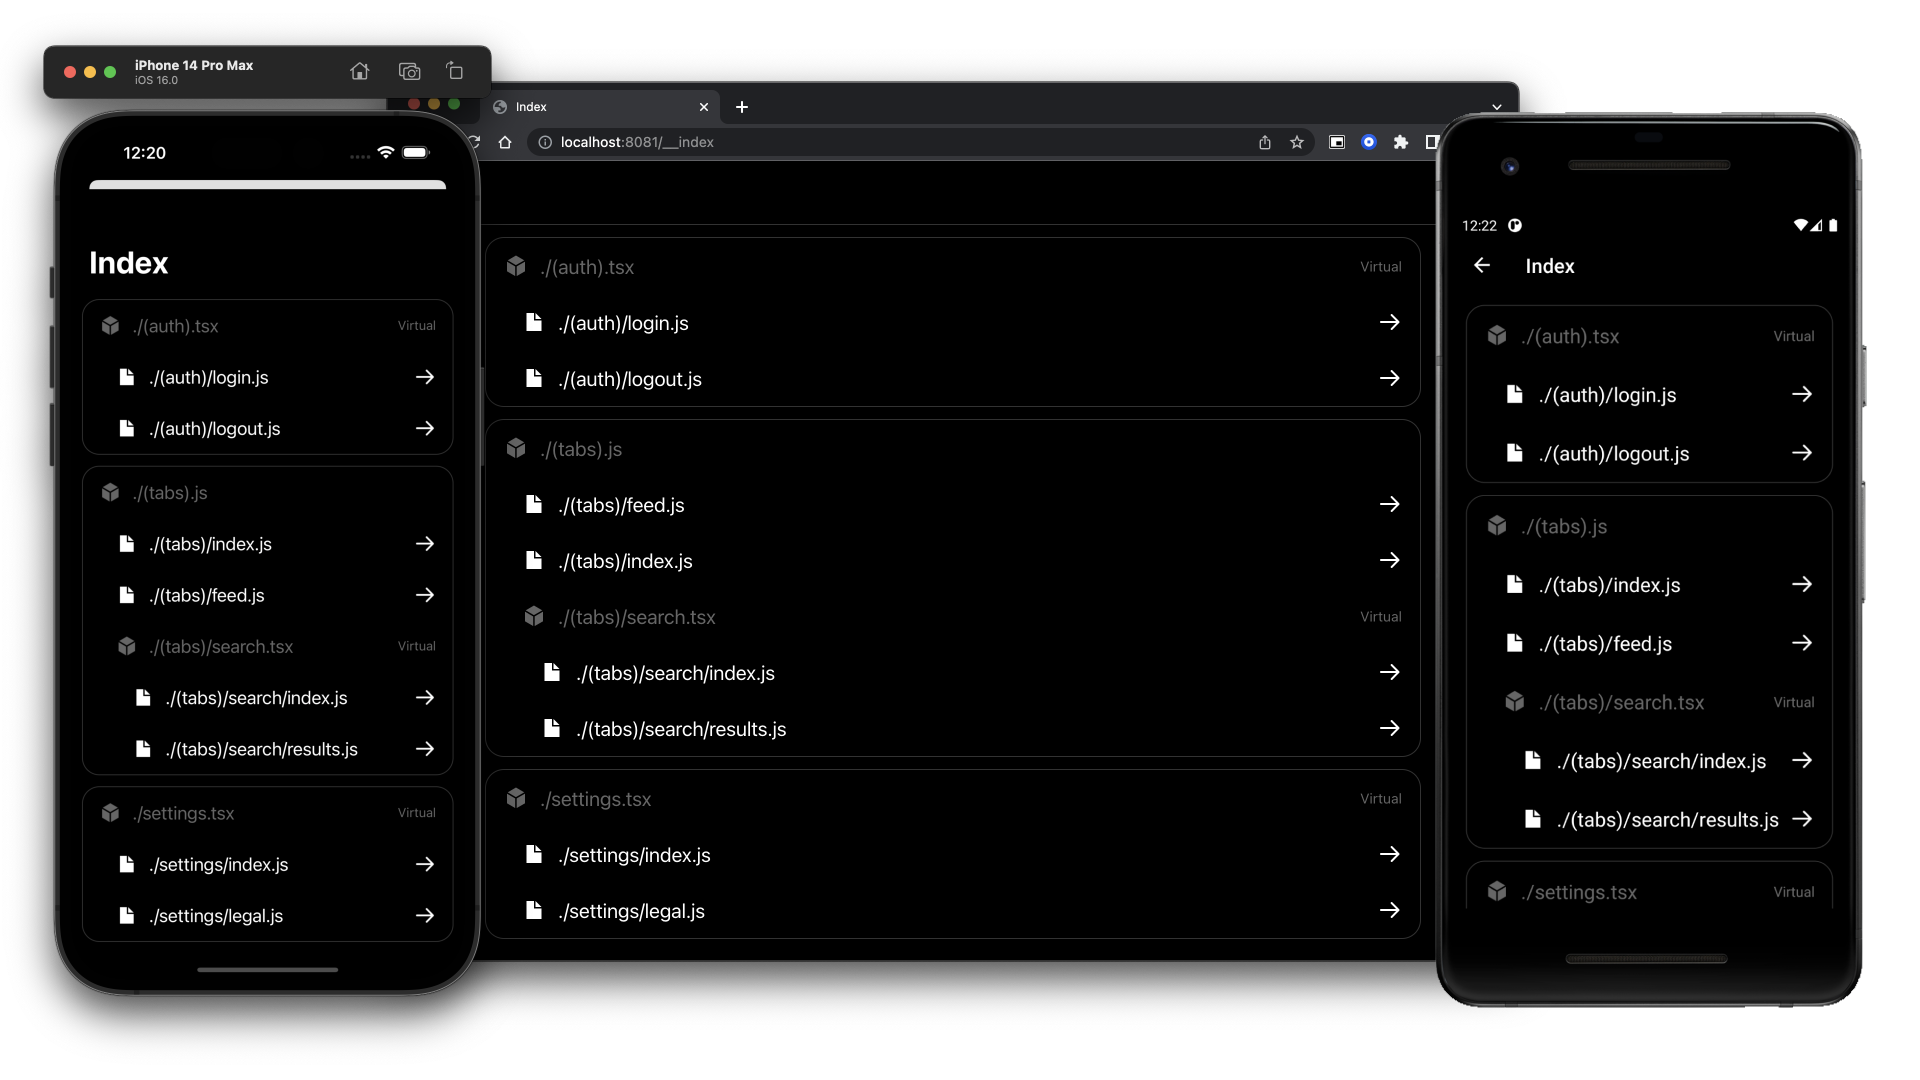 iPhone 14 Pro Max
iOS 16.0
12:20
Index
./(auth).tsx Virtual
./(auth)/login.js
./(auth)/logout.js
./(tabs).js
./(tabs)/index.js
./(tabs)/feed.js
./(tabs)/search.tsx Virtual
./(tabs)/search/index.js
./(tabs)/search/results.js
./settings.tsx Virtual
./settings/index.js
./settings/legal.js
Index
localhost:8081/__index
./(auth).tsx Virtual
./(auth)/login.js
./(auth)/logout.js
./(tabs).js
./(tabs)/feed.js
./(tabs)/index.js
./(tabs)/search.tsx Virtual
./(tabs)/search/index.js
./(tabs)/search/results.js
./settings.tsx Virtual
./settings/index.js
./settings/legal.js
12:22
Index
./(auth).tsx Virtual
./(auth)/login.js
./(auth)/logout.js
./(tabs).js
./(tabs)/index.js
./(tabs)/feed.js
./(tabs)/search.tsx Virtual
./(tabs)/search/index.js
./(tabs)/search/results.js
./settings.tsx Virtual